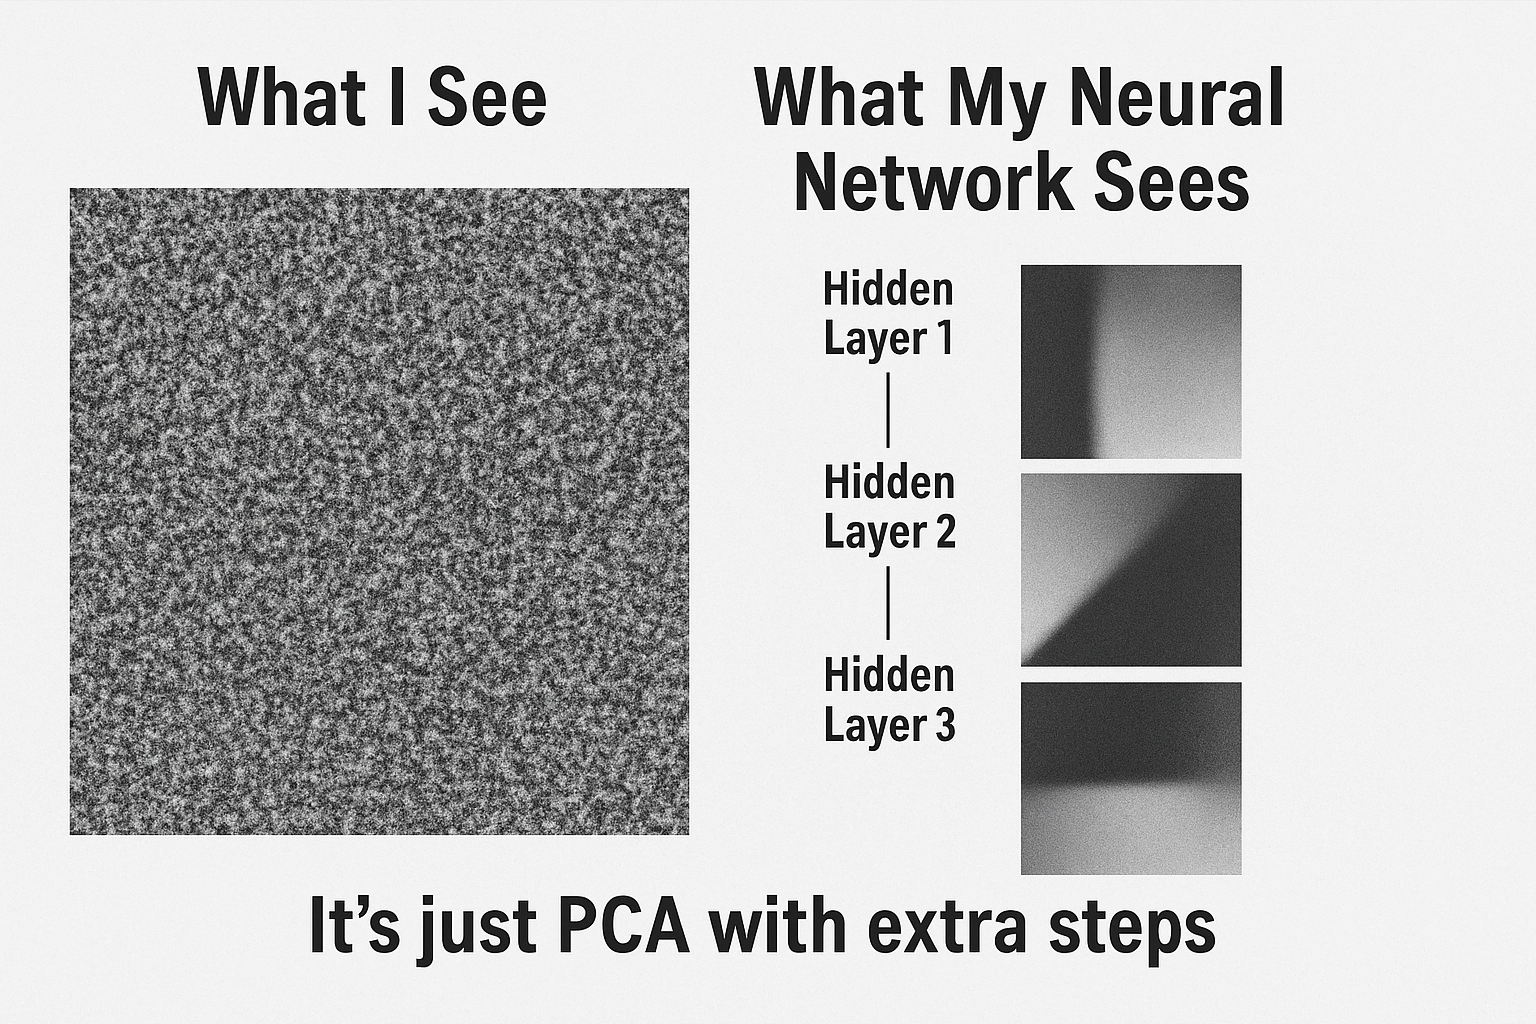 What I See
What My Neural
Network Sees
Hidden
Layer 1
Hidden
Layer 2
Hidden
Layer 3
It’s just PCA with extra steps